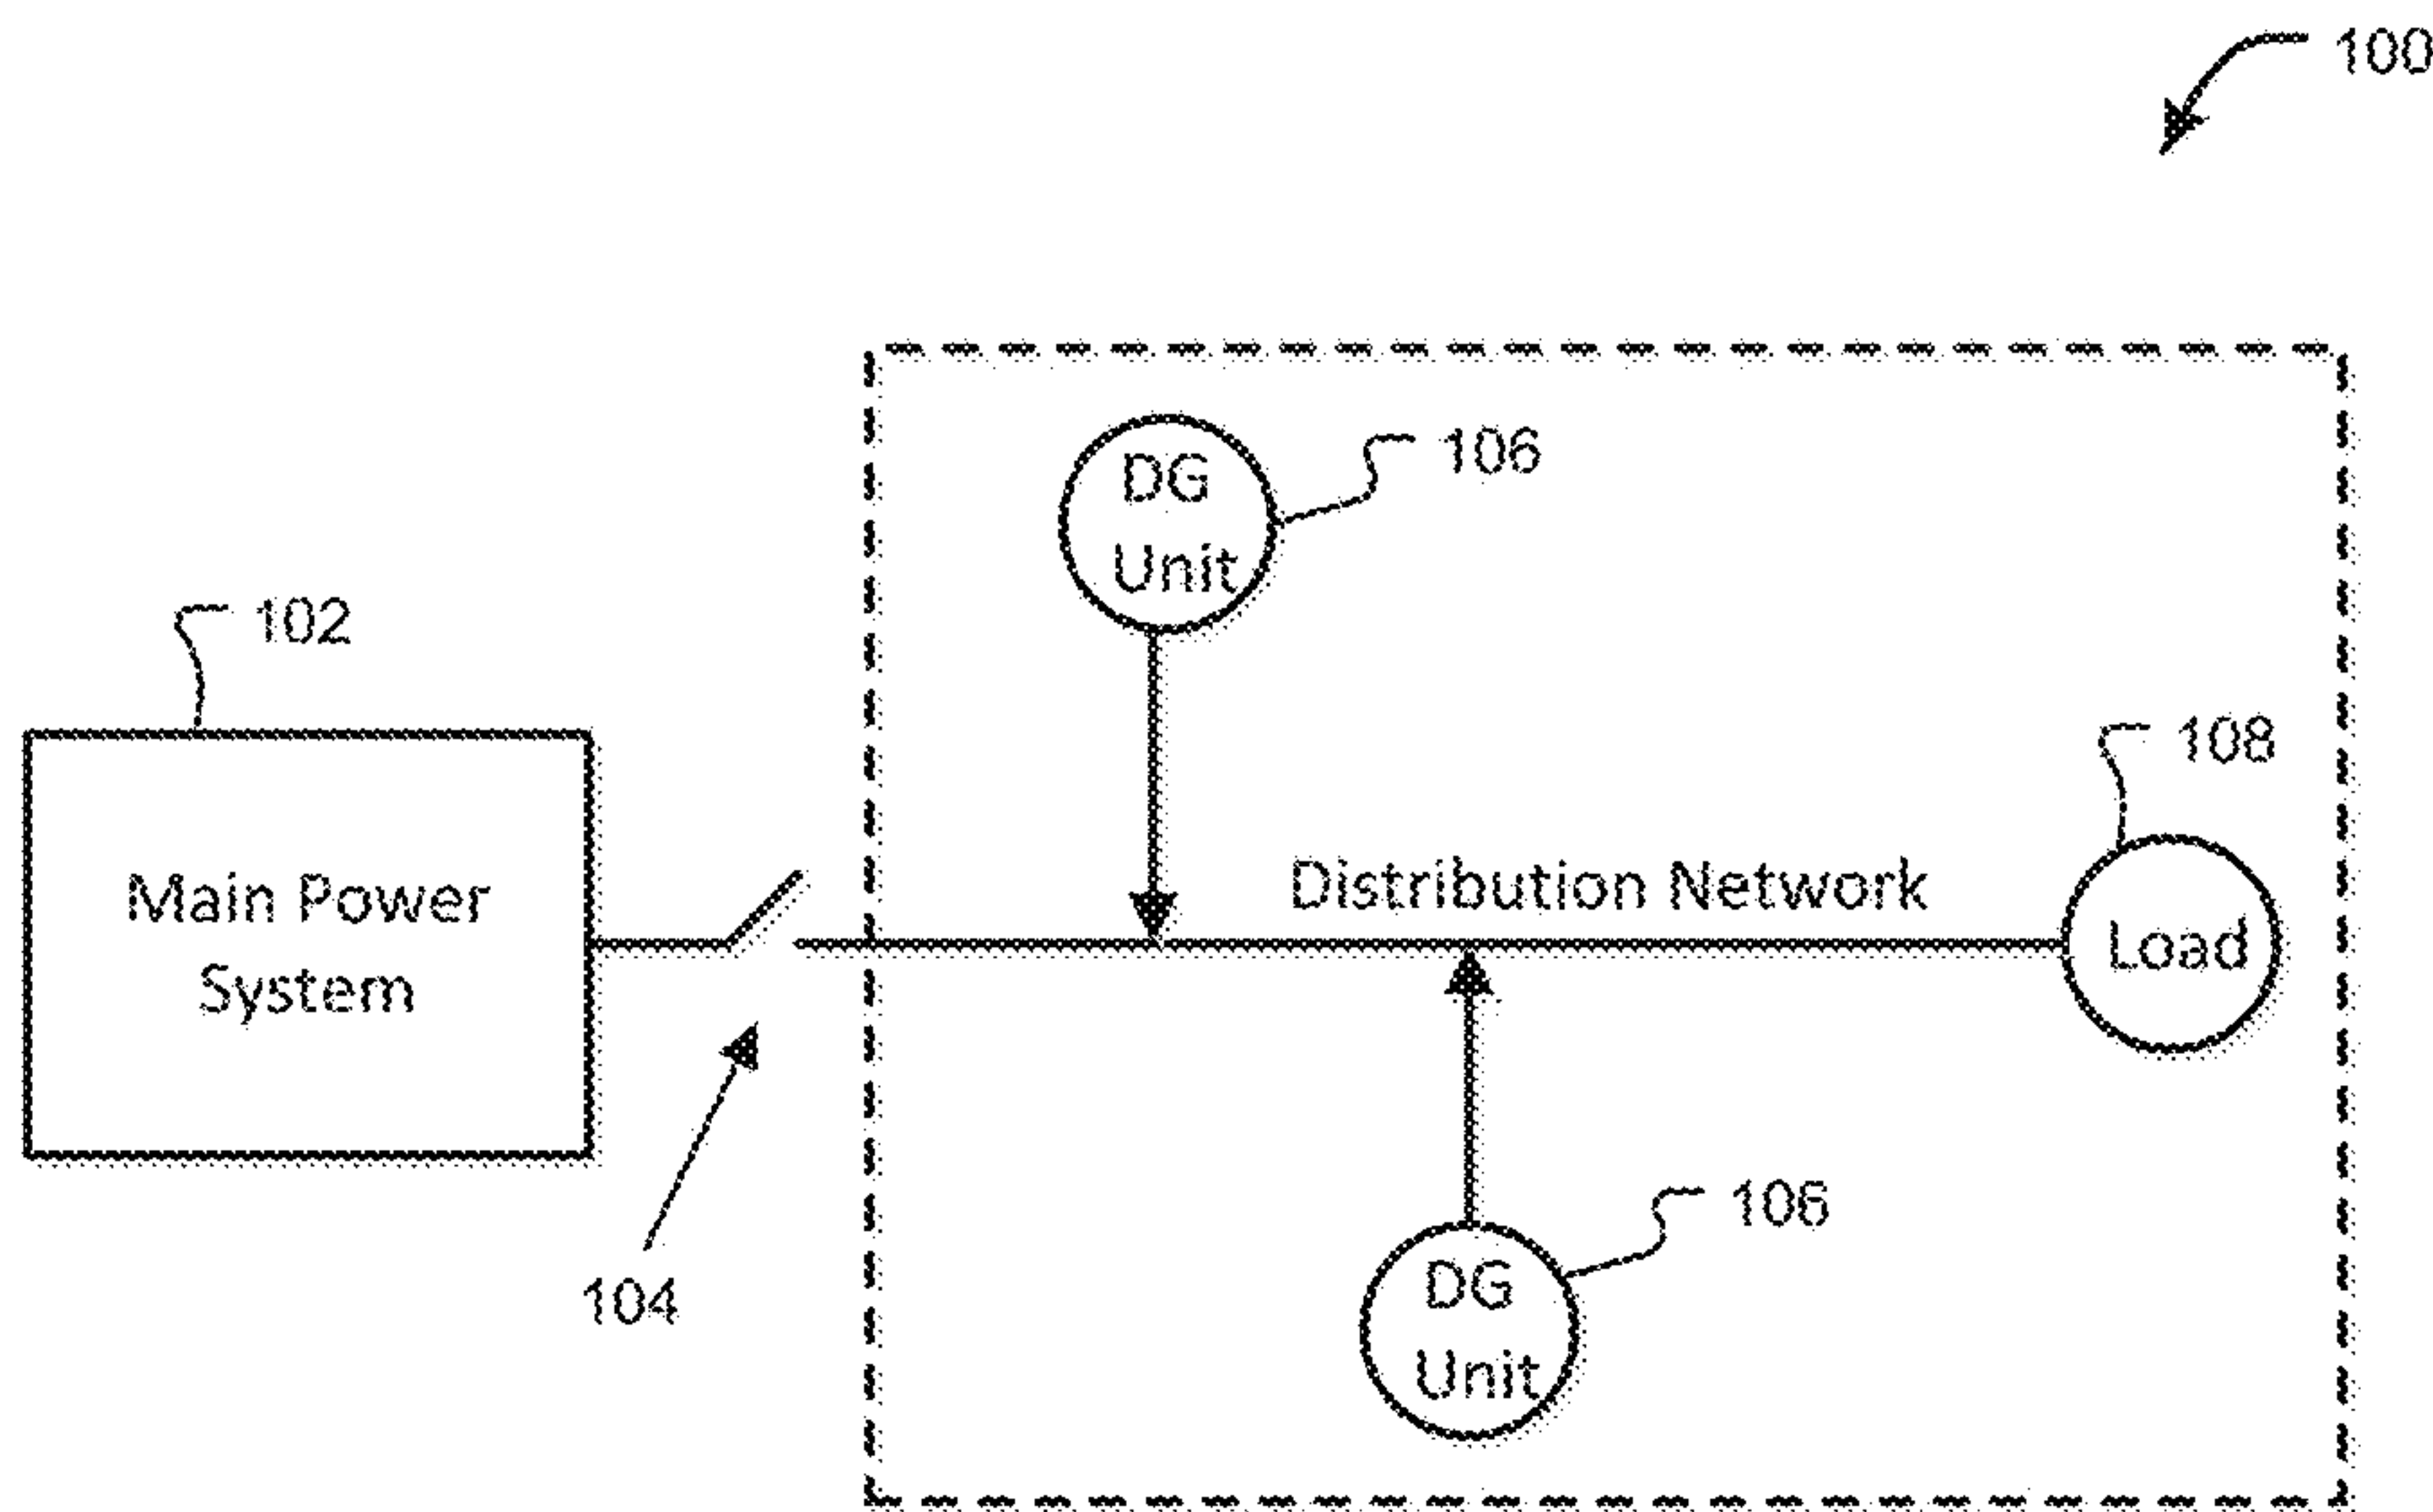 100
DG
Unit
106
102
108
Main Power
System
Distribution Network
Load
104
106
DG
Unit